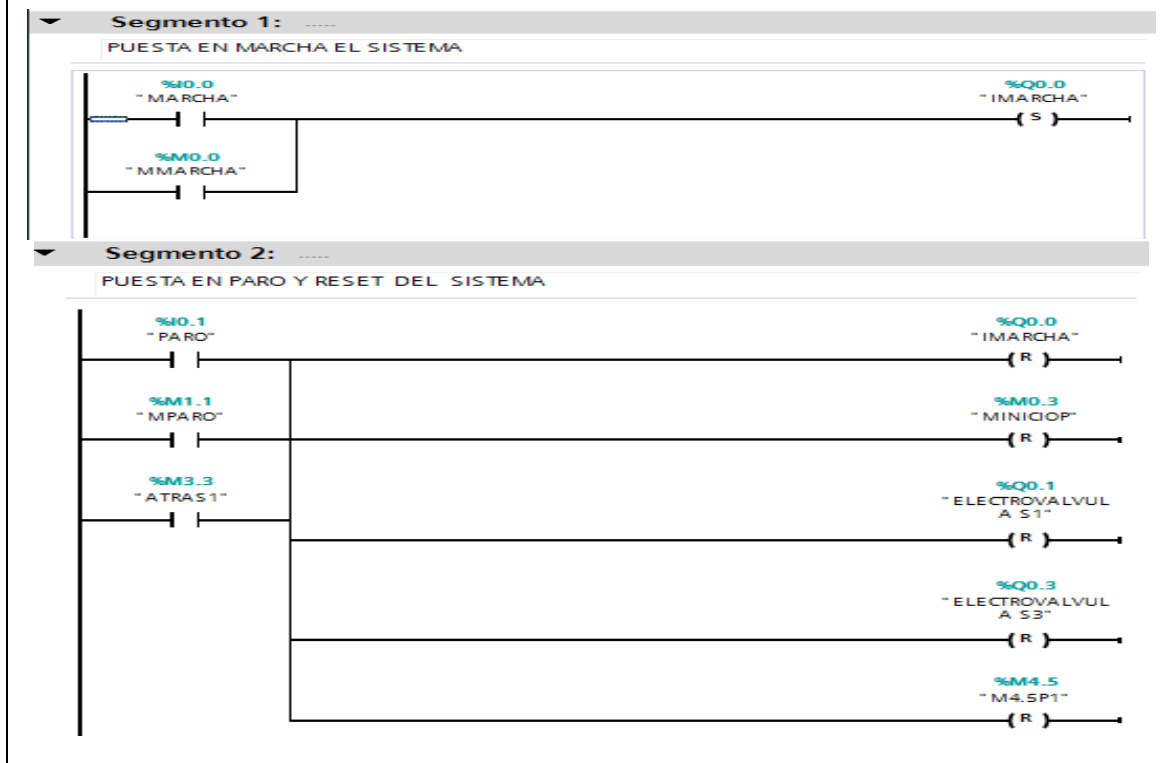 Segmento 1: .....
PUESTA EN MARCHA EL SISTEMA
%I0.0
"MARCHA"
%Q0.0
"IMARCHA"
S
%M0.0
"MMARCHA"
Segmento 2: .....
PUESTA EN PARO Y RESET DEL SISTEMA
%I0.1
"PARO"
%Q0.0
"IMARCHA"
R
%M1.1
"MPARO"
%M0.3
"MINICIOP"
R
%M3.3
"ATRAS1"
%Q0.1
"ELECTROVALVUL
A S1"
R
%Q0.3
"ELECTROVALVUL
A S3"
R
%M4.5
"M4.5P1"
R